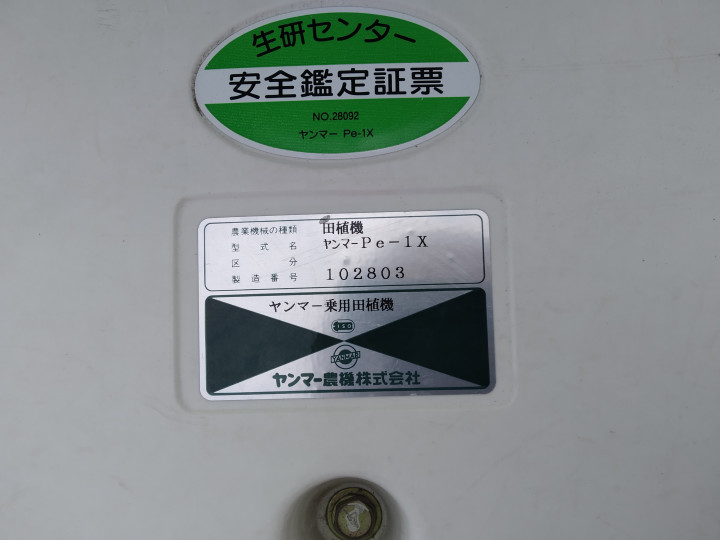 生研センター
安全鑑定証票
NO.28092
ヤンマー Pe-1X
農業機械の種類 田植機
型式名 ヤンマーPe-1X
区分
製造番号 102803
ヤンマー乗用田植機
YANMAR
ヤンマー農機株式会社